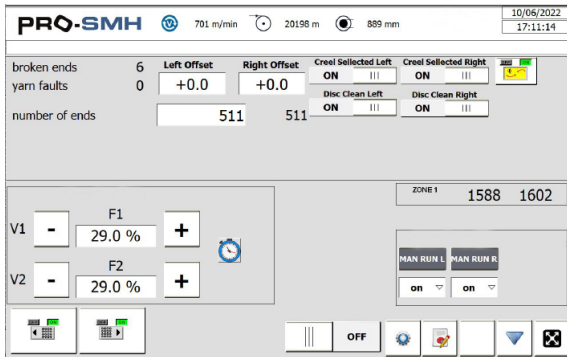 PRO-SMH 701 m/min 20198 m 889 mm 10/06/2022
17:11:14
broken ends 6 Left Offset Right Offset Creel Sellected Left Creel Sellected Right
yarn faults 0 +0.0 +0.0 ON ON
Disc Clean Left Disc Clean Right
number of ends 511 511 ON ON
ZONE 1 1588 1602
F1
V1 - 29.0 % +
F2
V2 - 29.0 % +
MAN RUN L MAN RUN R
on on
OFF